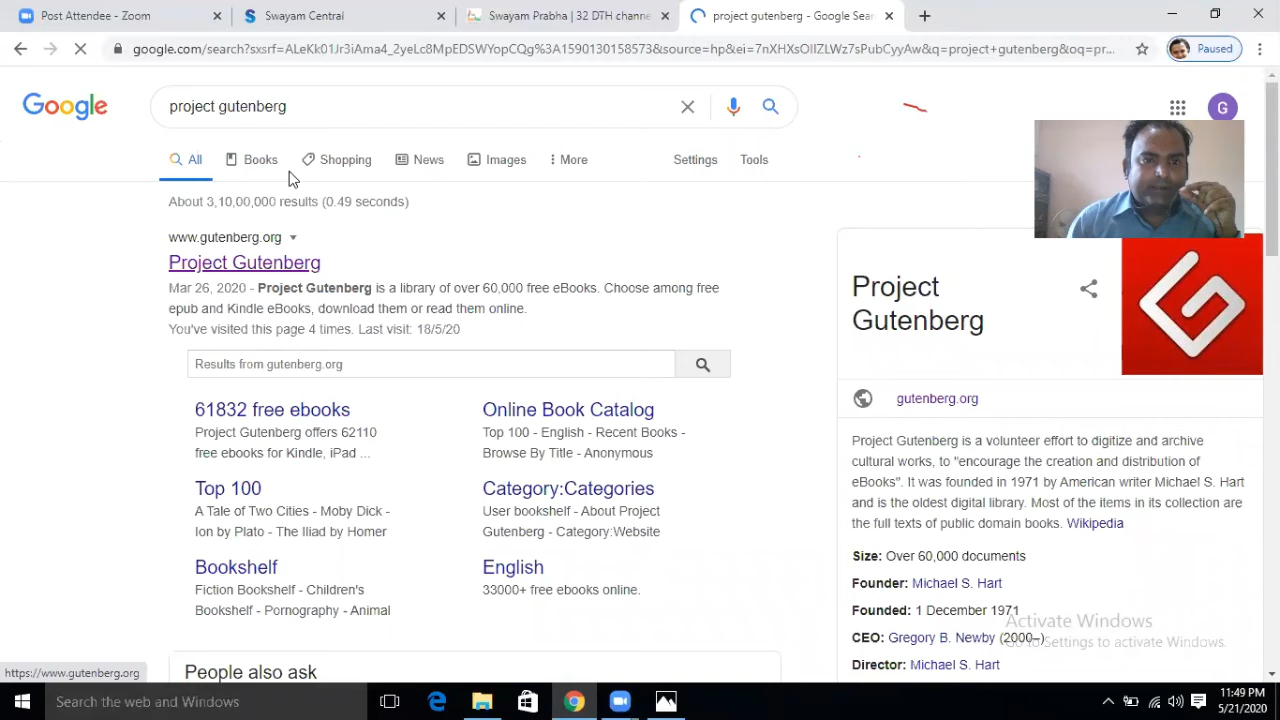 Post Attendee - Zoom
Swayam Central
Swayam Prabha | 32 DTH channe
project gutenberg - Google Sear
google.com/search?sxsrf=ALeKk01Jr3iAma4_2yeLc8MpEDSWYopCQg%3A1590130158573&source=hp&ei=7nXHXsOIIZLWz7sPubCyyAw&q=project+gutenberg&oq=pr...
Paused
Google
project gutenberg
G
All
Books
Shopping
News
Images
More
Settings
Tools
About 3,10,00,000 results (0.49 seconds)
www.gutenberg.org
Project Gutenberg
Mar 26, 2020 - Project Gutenberg is a library of over 60,000 free eBooks. Choose among free
epub and Kindle eBooks, download them or read them online.
You've visited this page 4 times. Last visit: 18/5/20
Results from gutenberg.org
61832 free ebooks
Project Gutenberg offers 62110
free ebooks for Kindle, iPad ...
Online Book Catalog
Top 100 - English - Recent Books -
Browse By Title - Anonymous
Top 100
A Tale of Two Cities - Moby Dick -
Ion by Plato - The Iliad by Homer
Category:Categories
User bookshelf - About Project
Gutenberg - Category:Website
Bookshelf
Fiction Bookshelf - Children's
Bookshelf - Pornography - Animal
English
33000+ free ebooks online.
People also ask
Project
Gutenberg
gutenberg.org
Project Gutenberg is a volunteer effort to digitize and archive
cultural works, to "encourage the creation and distribution of
eBooks". It was founded in 1971 by American writer Michael S. Hart
and is the oldest digital library. Most of the items in its collection are
the full texts of public domain books. Wikipedia
Size: Over 60,000 documents
Founder: Michael S. Hart
Founded: 1 December 1971
CEO: Gregory B. Newby (2000–)
Director: Michael S. Hart
Activate Windows
Go to Settings to activate Windows.
https://www.gutenberg.org
Search the web and Windows
11:49 PM
5/21/2020